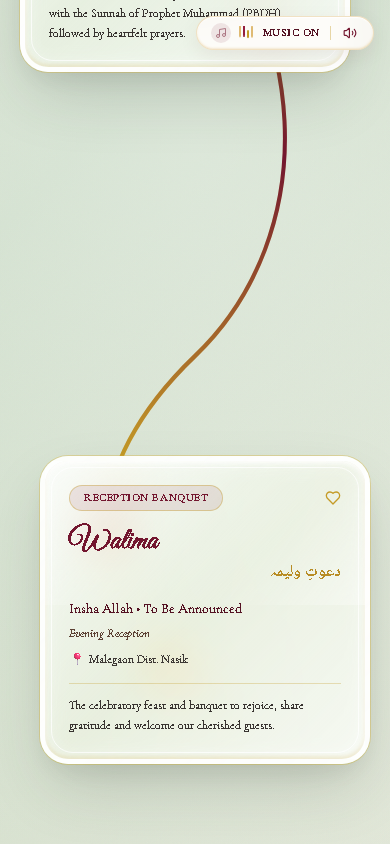 with the Sunnah of Prophet Muhammad (PBUH)
followed by heartfelt prayers.
MUSIC ON
RECEPTION BANQUET
Walima
دعوتِ ولیمہ
Insha Allah • To Be Announced
Evening Reception
📍 Malegaon Dist. Nasik
The celebratory feast and banquet to rejoice, share
gratitude and welcome our cherished guests.